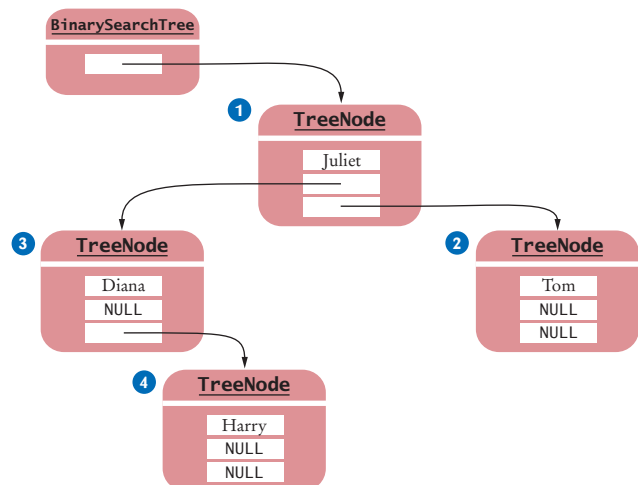 BinarySearchTree
1
TreeNode
Juliet
3
TreeNode
Diana
NULL
2
TreeNode
Tom
NULL
NULL
4
TreeNode
Harry
NULL
NULL